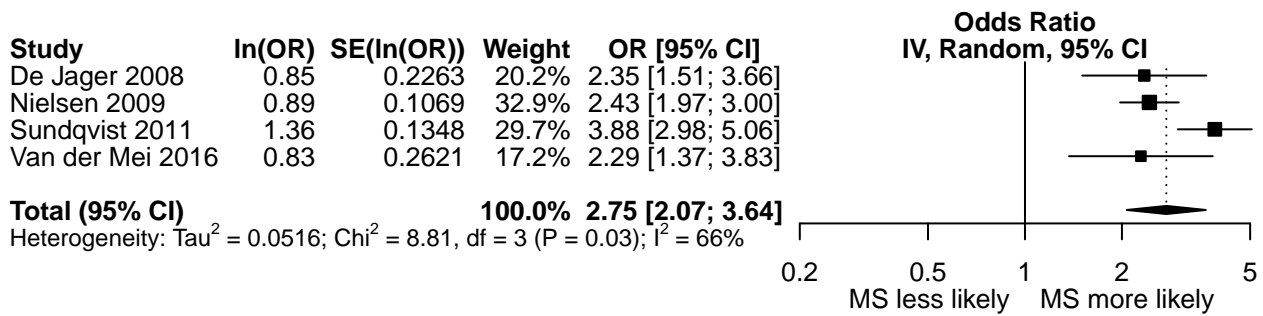 Odds Ratio
Study ln(OR) SE(ln(OR)) Weight OR [95% CI] IV, Random, 95% CI
De Jager 2008 0.85 0.2263 20.2% 2.35 [1.51; 3.66]
Nielsen 2009 0.89 0.1069 32.9% 2.43 [1.97; 3.00]
Sundqvist 2011 1.36 0.1348 29.7% 3.88 [2.98; 5.06]
Van der Mei 2016 0.83 0.2621 17.2% 2.29 [1.37; 3.83]
Total (95% CI) 100.0% 2.75 [2.07; 3.64]
Heterogeneity: Tau² = 0.0516; Chi² = 8.81, df = 3 (P = 0.03); I² = 66%
0.2 0.5 1 2 5
MS less likely MS more likely